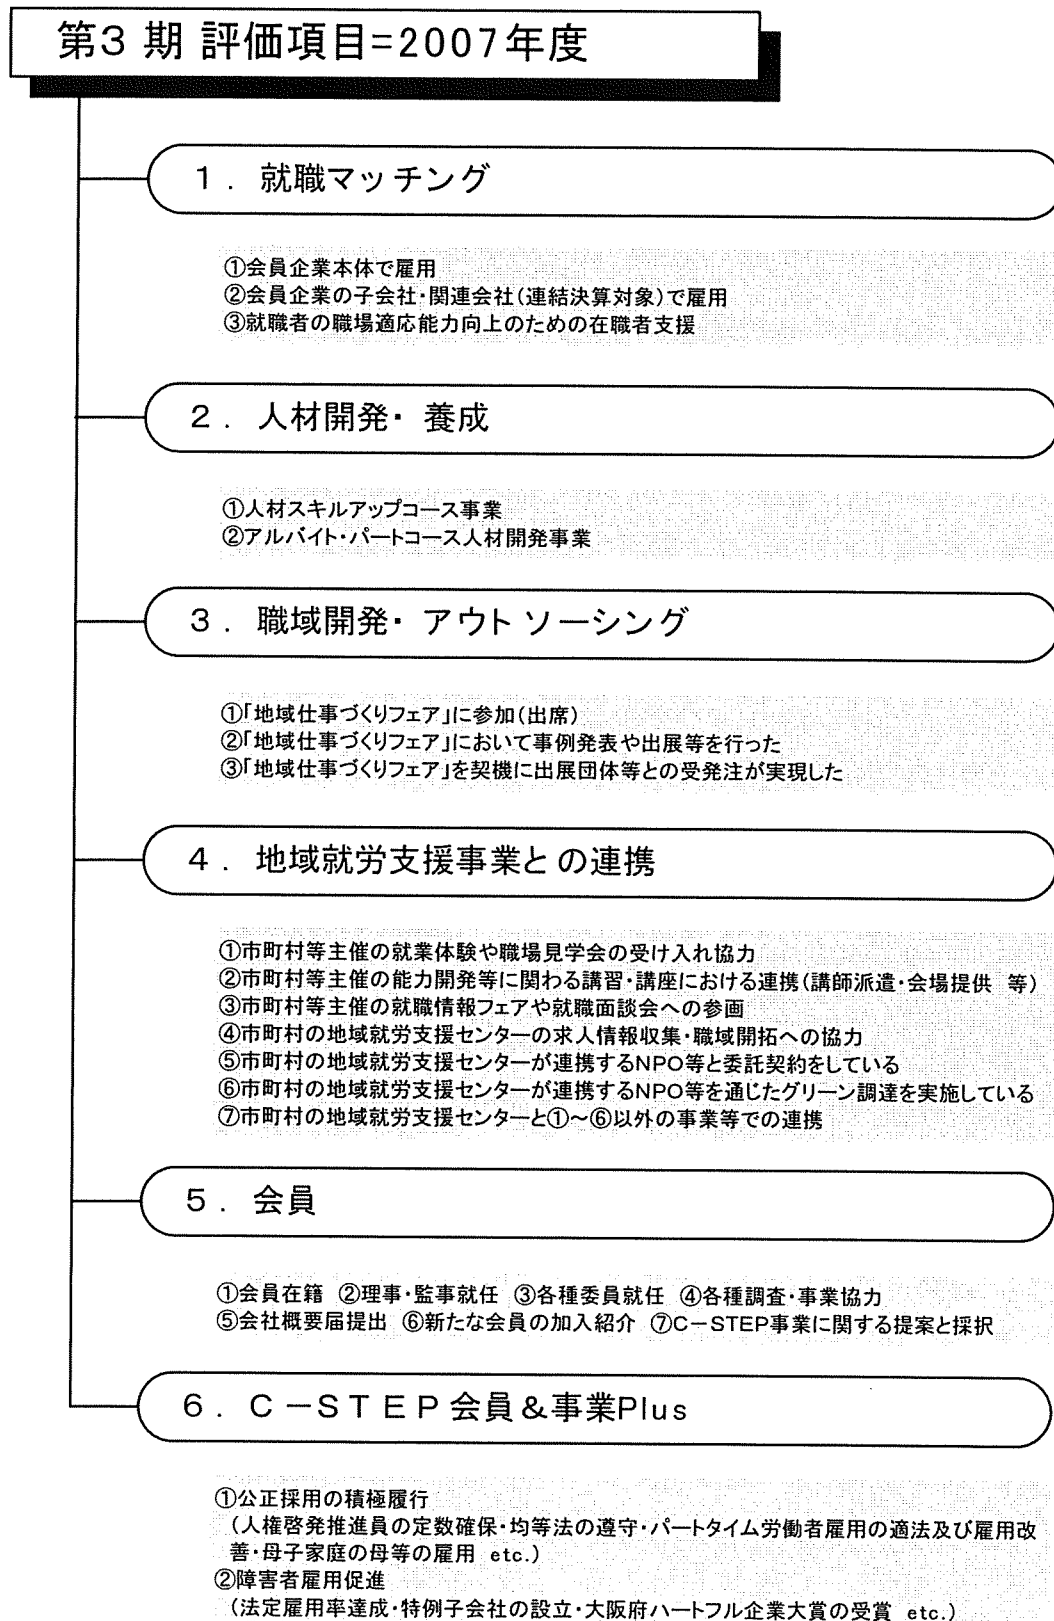 第3期 評価項目=2007年度
1．就職マッチング
①会員企業本体で雇用
②会員企業の子会社・関連会社(連結決算対象)で雇用
③就職者の職場適応能力向上のための在職者支援
2．人材開発・養成
①人材スキルアップコース事業
②アルバイト・パートコース人材開発事業
3．職域開発・アウトソーシング
①「地域仕事づくりフェア」に参加(出席)
②「地域仕事づくりフェア」において事例発表や出展等を行った
③「地域仕事づくりフェア」を契機に出展団体等との受発注が実現した
4．地域就労支援事業との連携
①市町村等主催の就業体験や職場見学会の受け入れ協力
②市町村等主催の能力開発等に関わる講習・講座における連携(講師派遣・会場提供 等)
③市町村等主催の就職情報フェアや就職面談会への参画
④市町村の地域就労支援センターの求人情報収集・職域開拓への協力
⑤市町村の地域就労支援センターが連携するNPO等と委託契約をしている
⑥市町村の地域就労支援センターが連携するNPO等を通じたグリーン調達を実施している
⑦市町村の地域就労支援センターと①～⑥以外の事業等での連携
5．会員
①会員在籍 ②理事・監事就任 ③各種委員就任 ④各種調査・事業協力
⑤会社概要届提出 ⑥新たな会員の加入紹介 ⑦C－STEP事業に関する提案と採択
6．C－STEP会員＆事業Plus
①公正採用の積極履行
(人権啓発推進員の定数確保・均等法の遵守・パートタイム労働者雇用の適法及び雇用改
善・母子家庭の母等の雇用 etc.)
②障害者雇用促進
(法定雇用率達成・特例子会社の設立・大阪府ハートフル企業大賞の受賞 etc.)